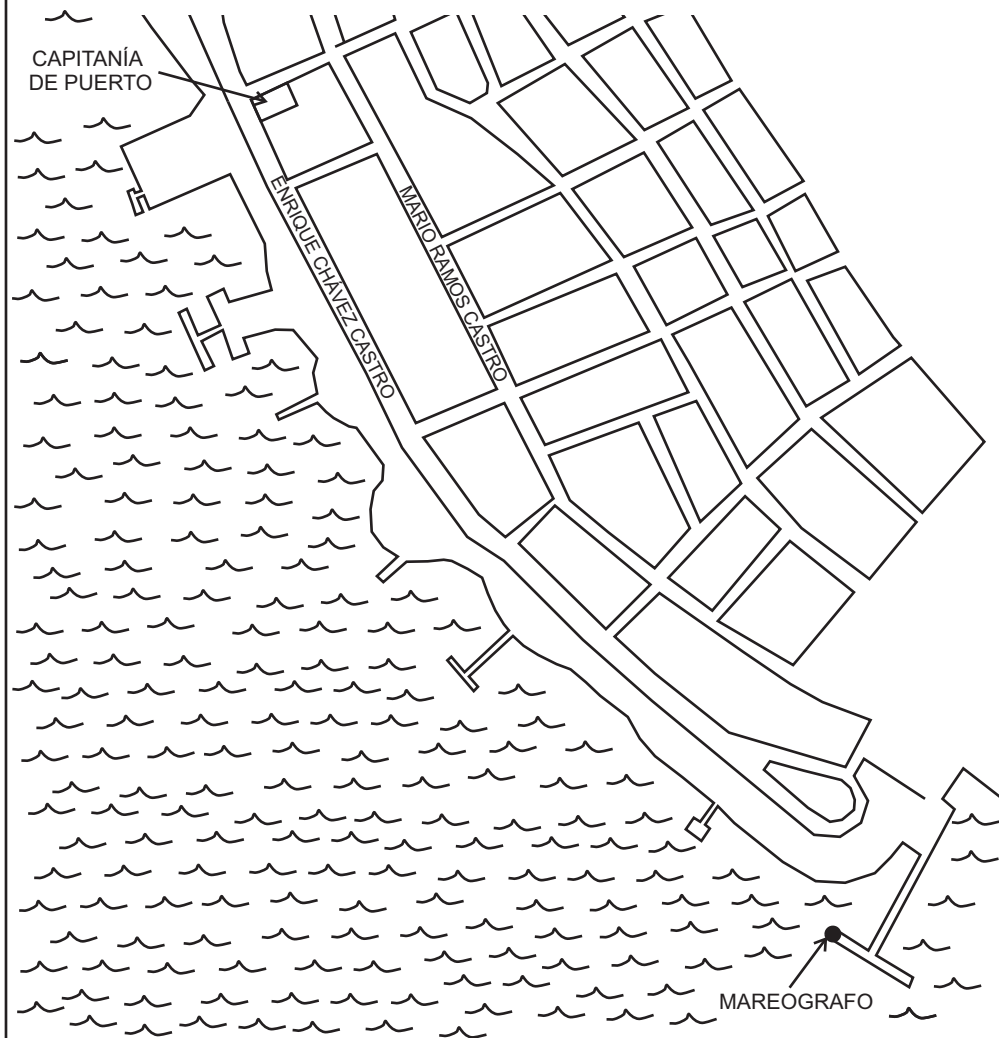 CAPITANÍA
DE PUERTO
ENRIQUE CHÁVEZ CASTRO
MARIO RAMOS CASTRO
MAREOGRAFO